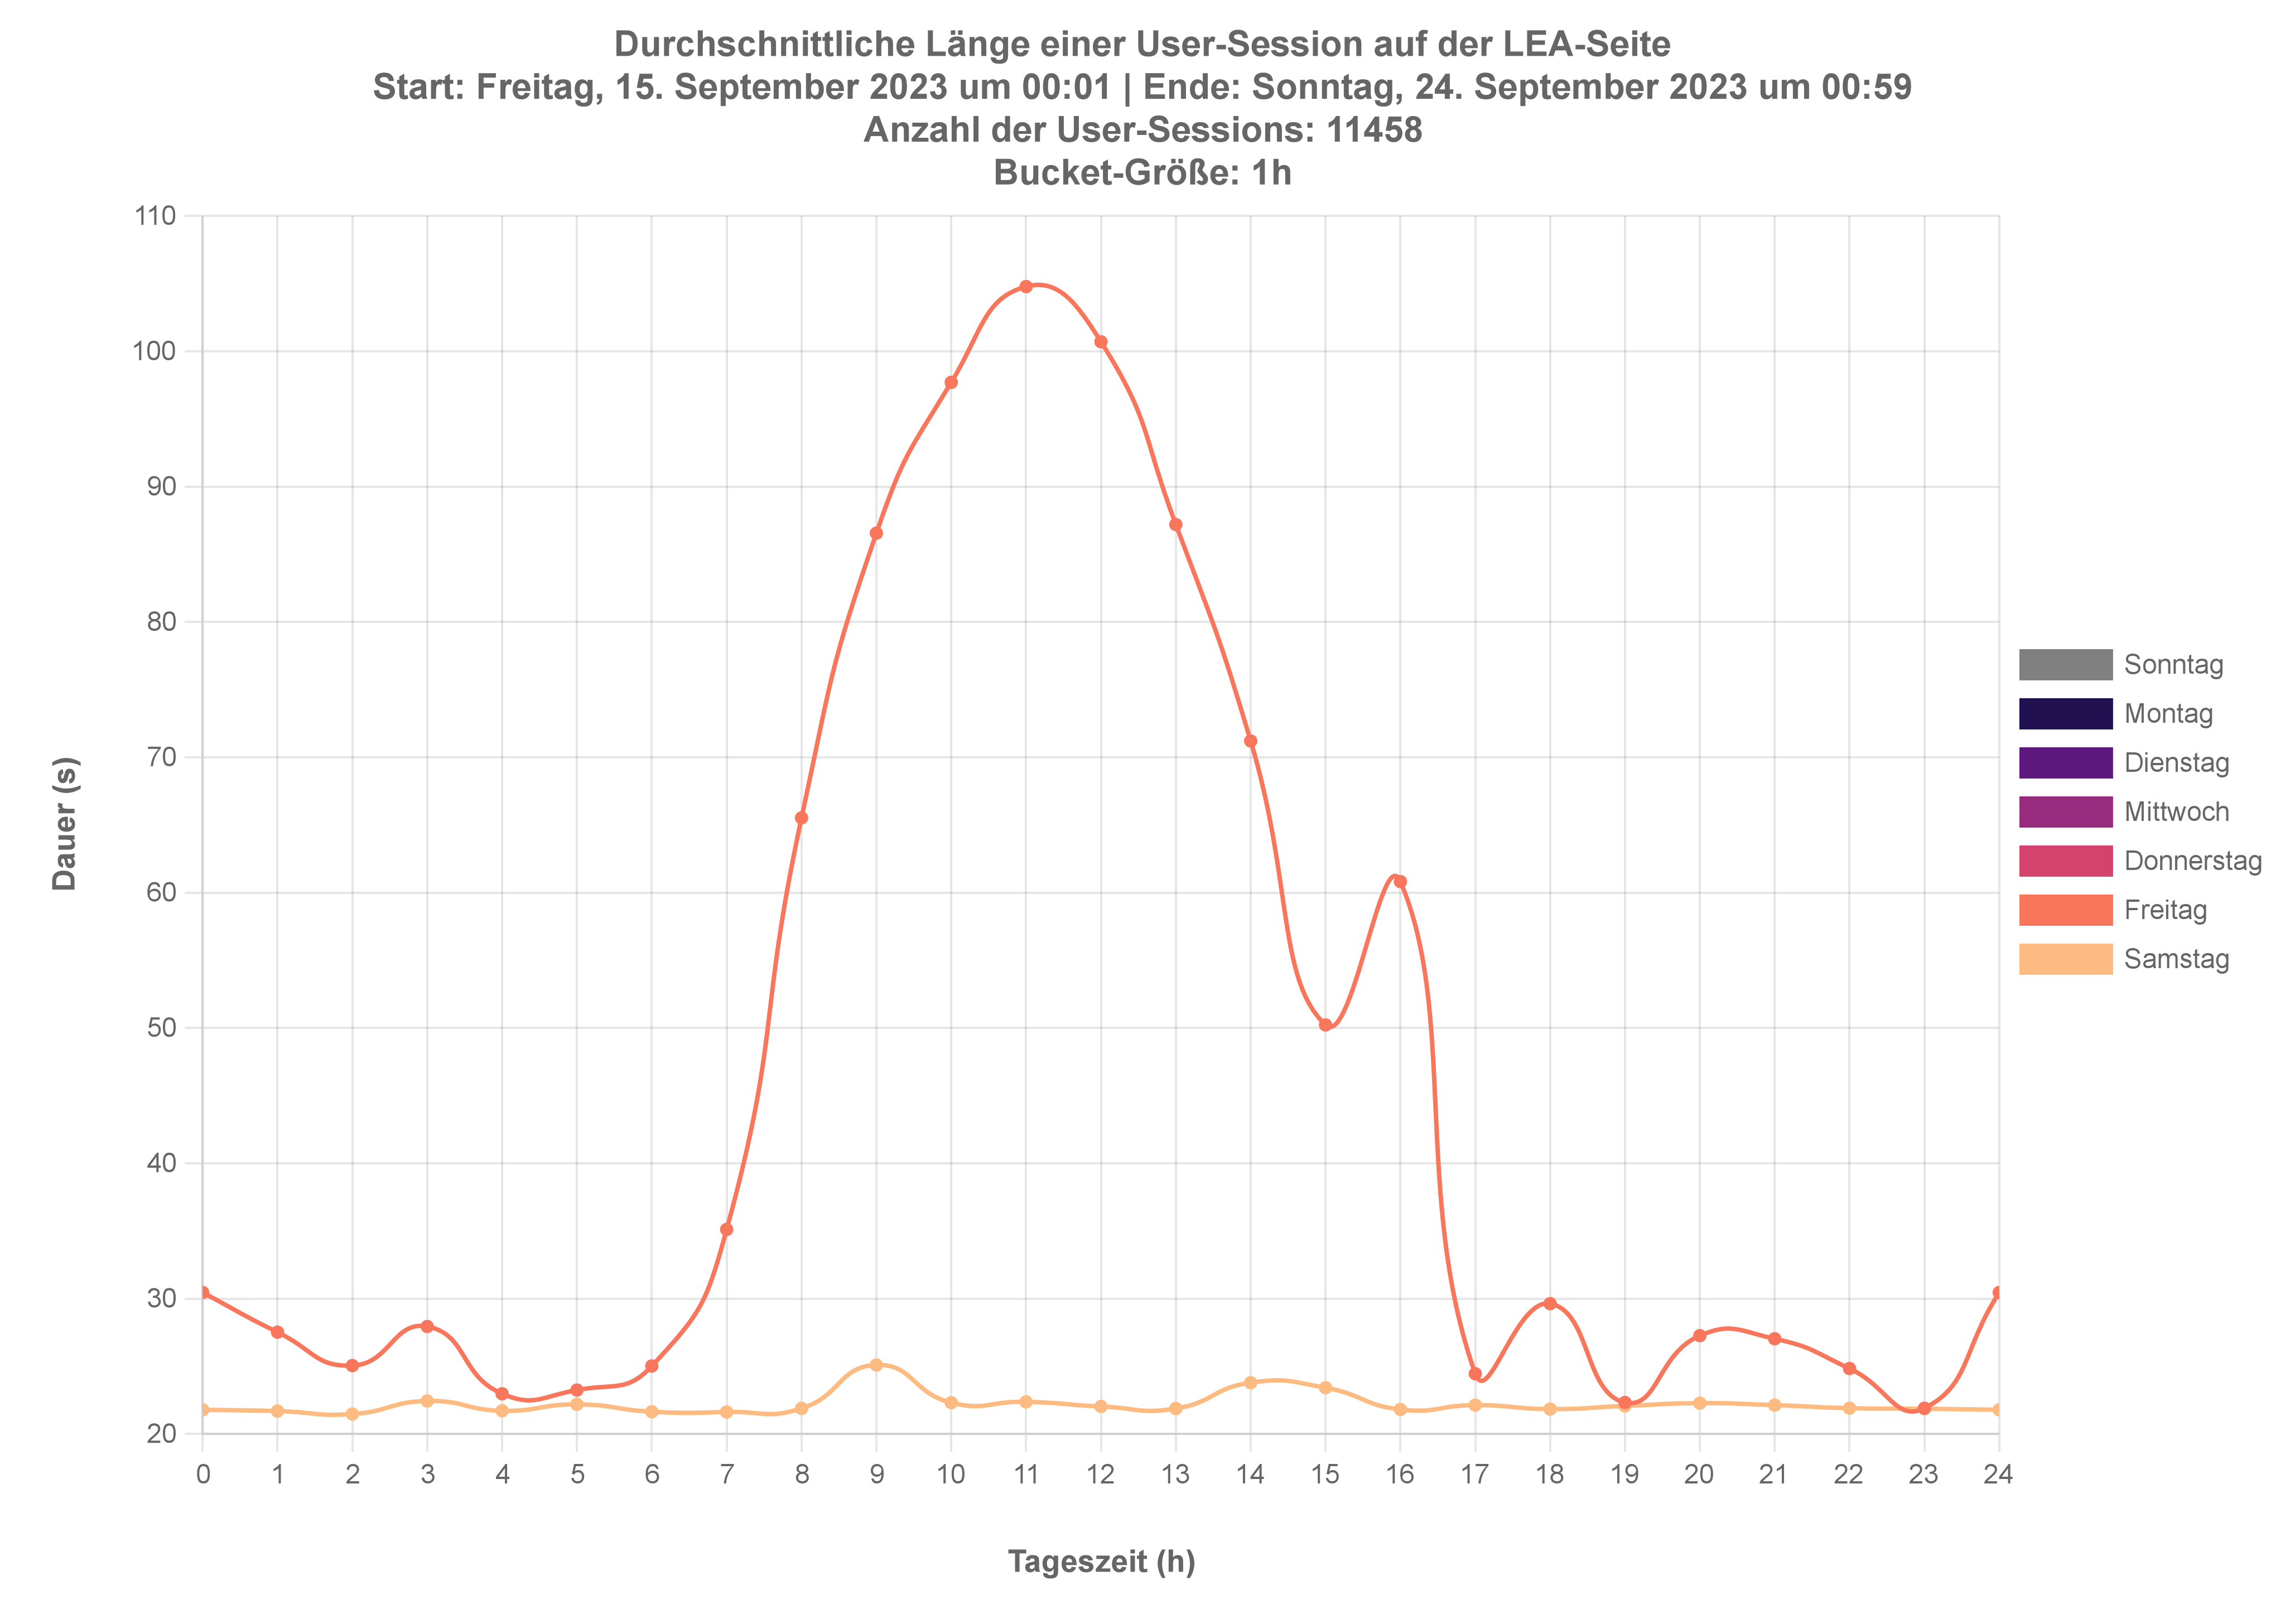 Durchschnittliche Länge einer User-Session auf der LEA-Seite
Start: Freitag, 15. September 2023 um 00:01 | Ende: Sonntag, 24. September 2023 um 00:59
Anzahl der User-Sessions: 11458
Bucket-Größe: 1h
110
100
90
80
70
60
50
40
30
20
Dauer (s)
0 1 2 3 4 5 6 7 8 9 10 11 12 13 14 15 16 17 18 19 20 21 22 23 24
Tageszeit (h)
Sonntag
Montag
Dienstag
Mittwoch
Donnerstag
Freitag
Samstag